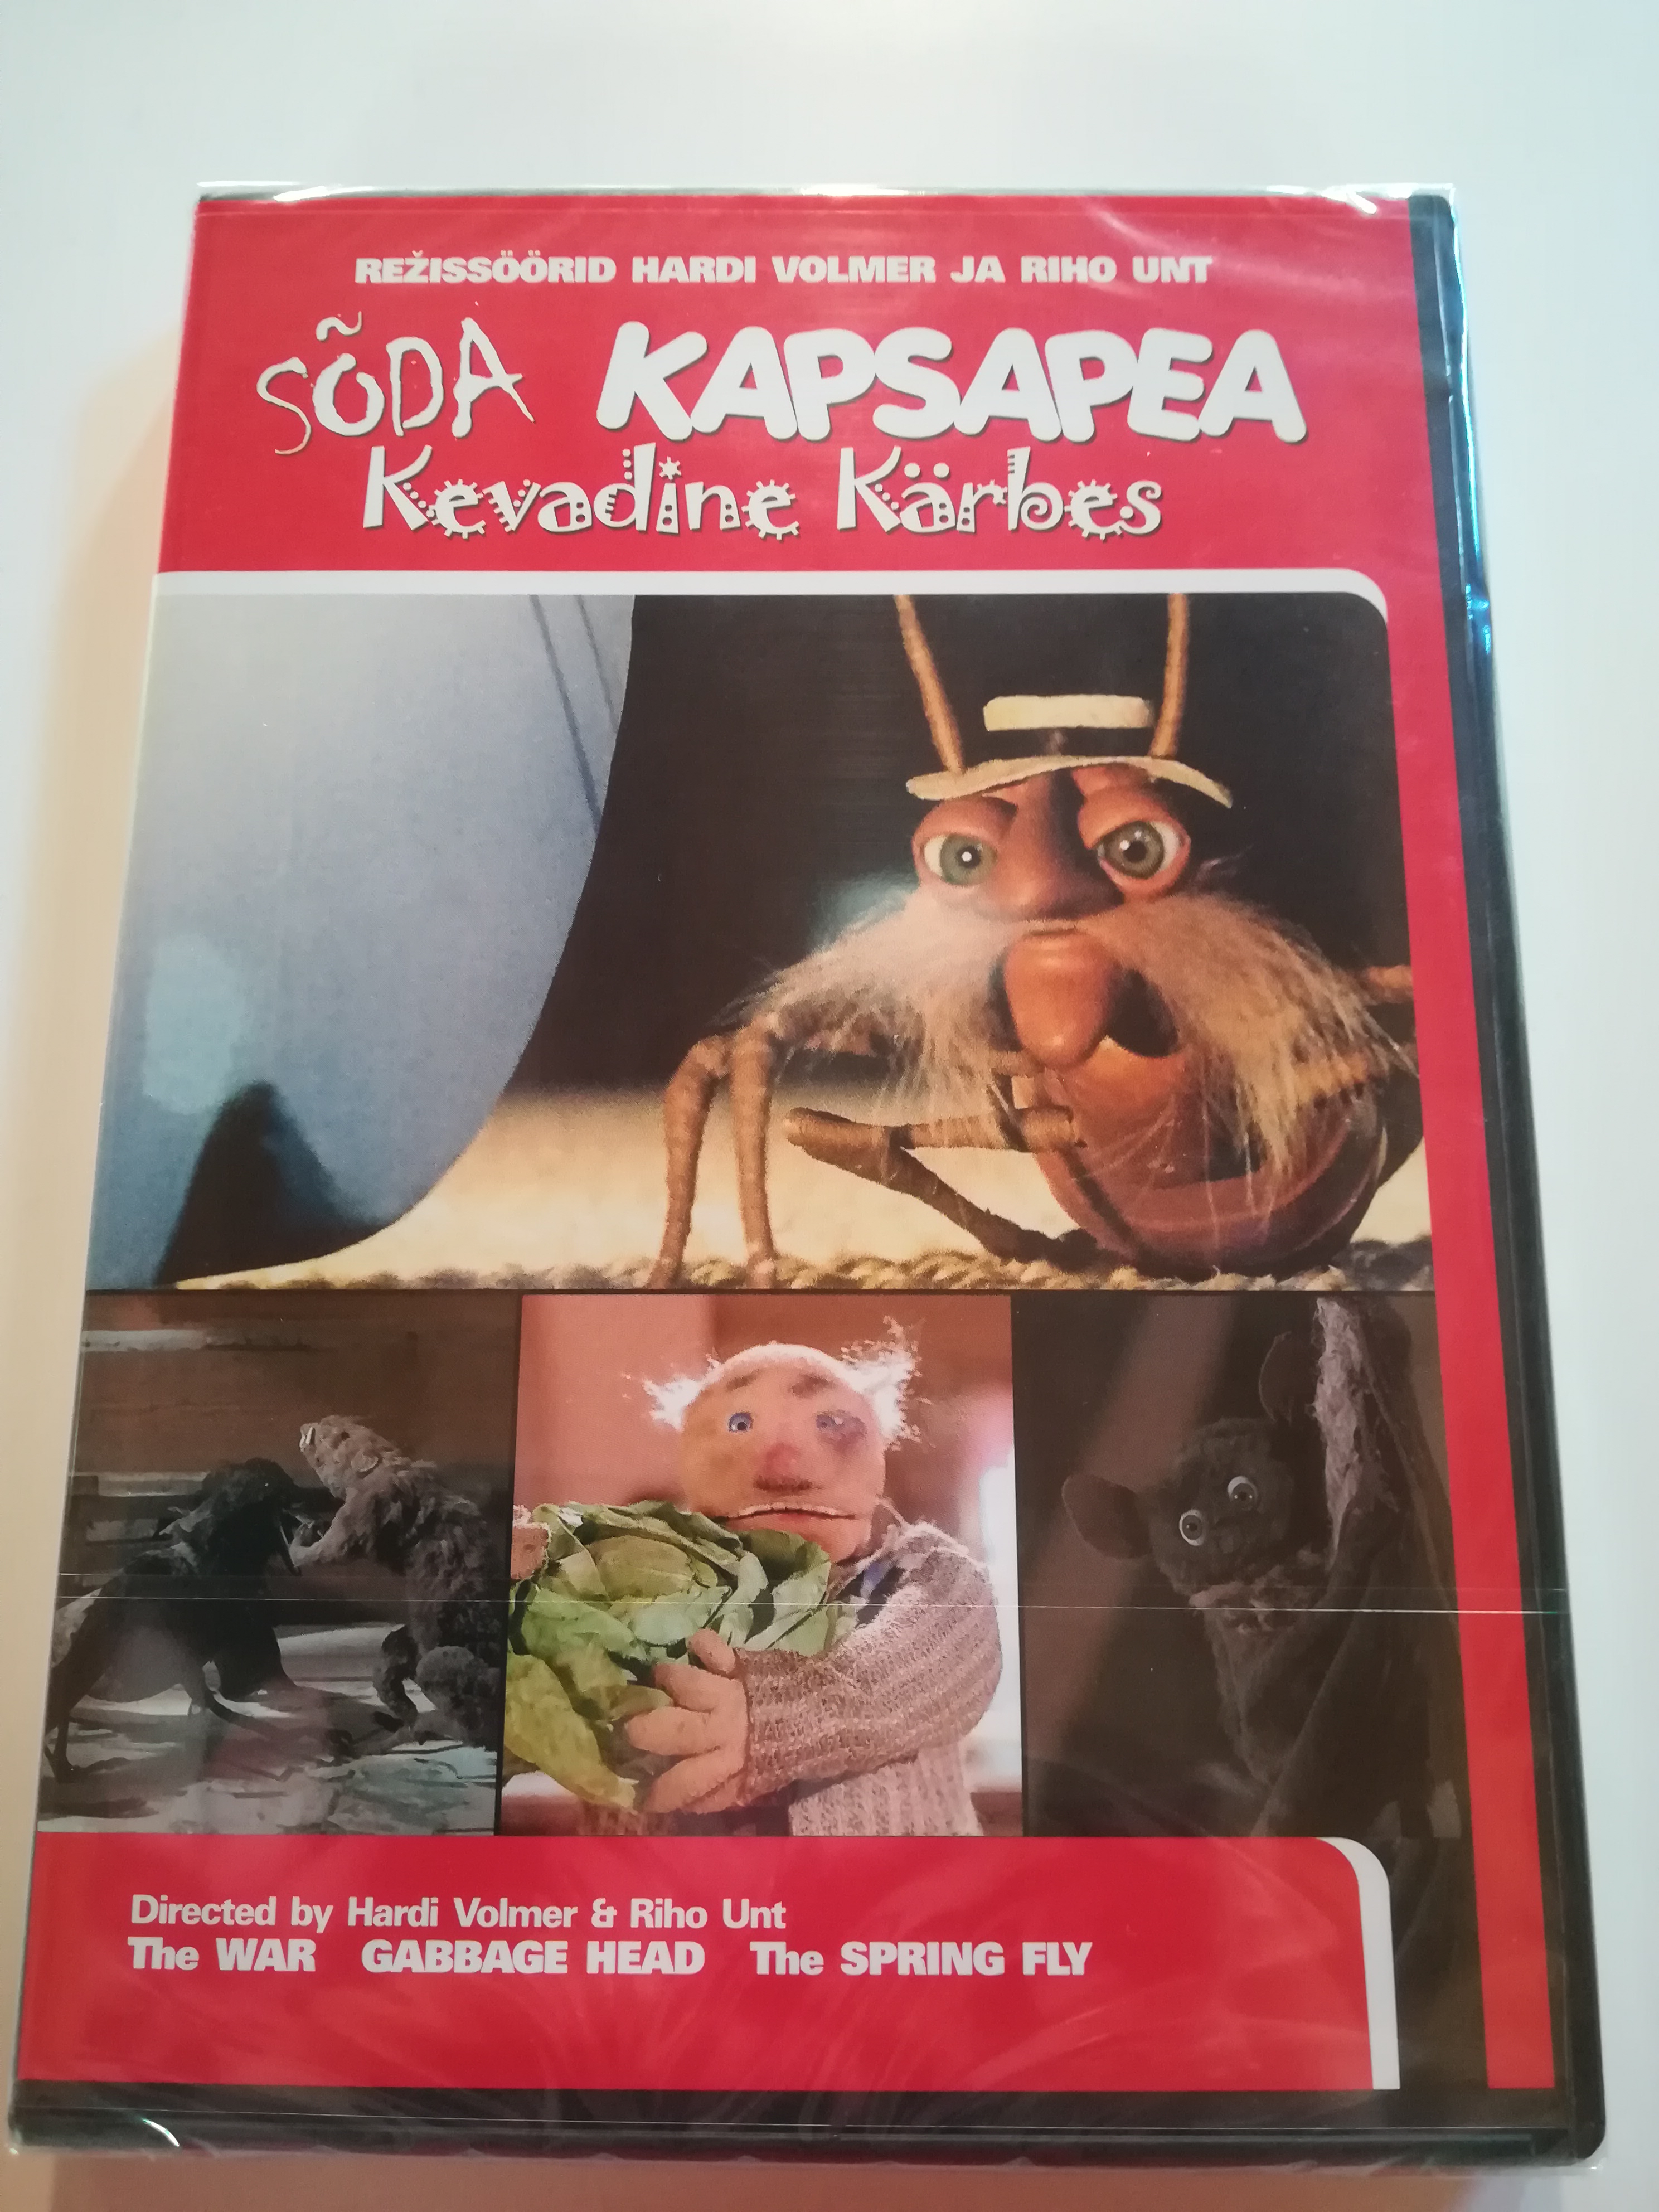 REŽISSÖÖRID HARDI VOLMER JA RIHO UNT
SÕDA KAPSAPEA
Kevadine Kärbes
Directed by Hardi Volmer & Riho Unt
The WAR GABBAGE HEAD The SPRING FLY